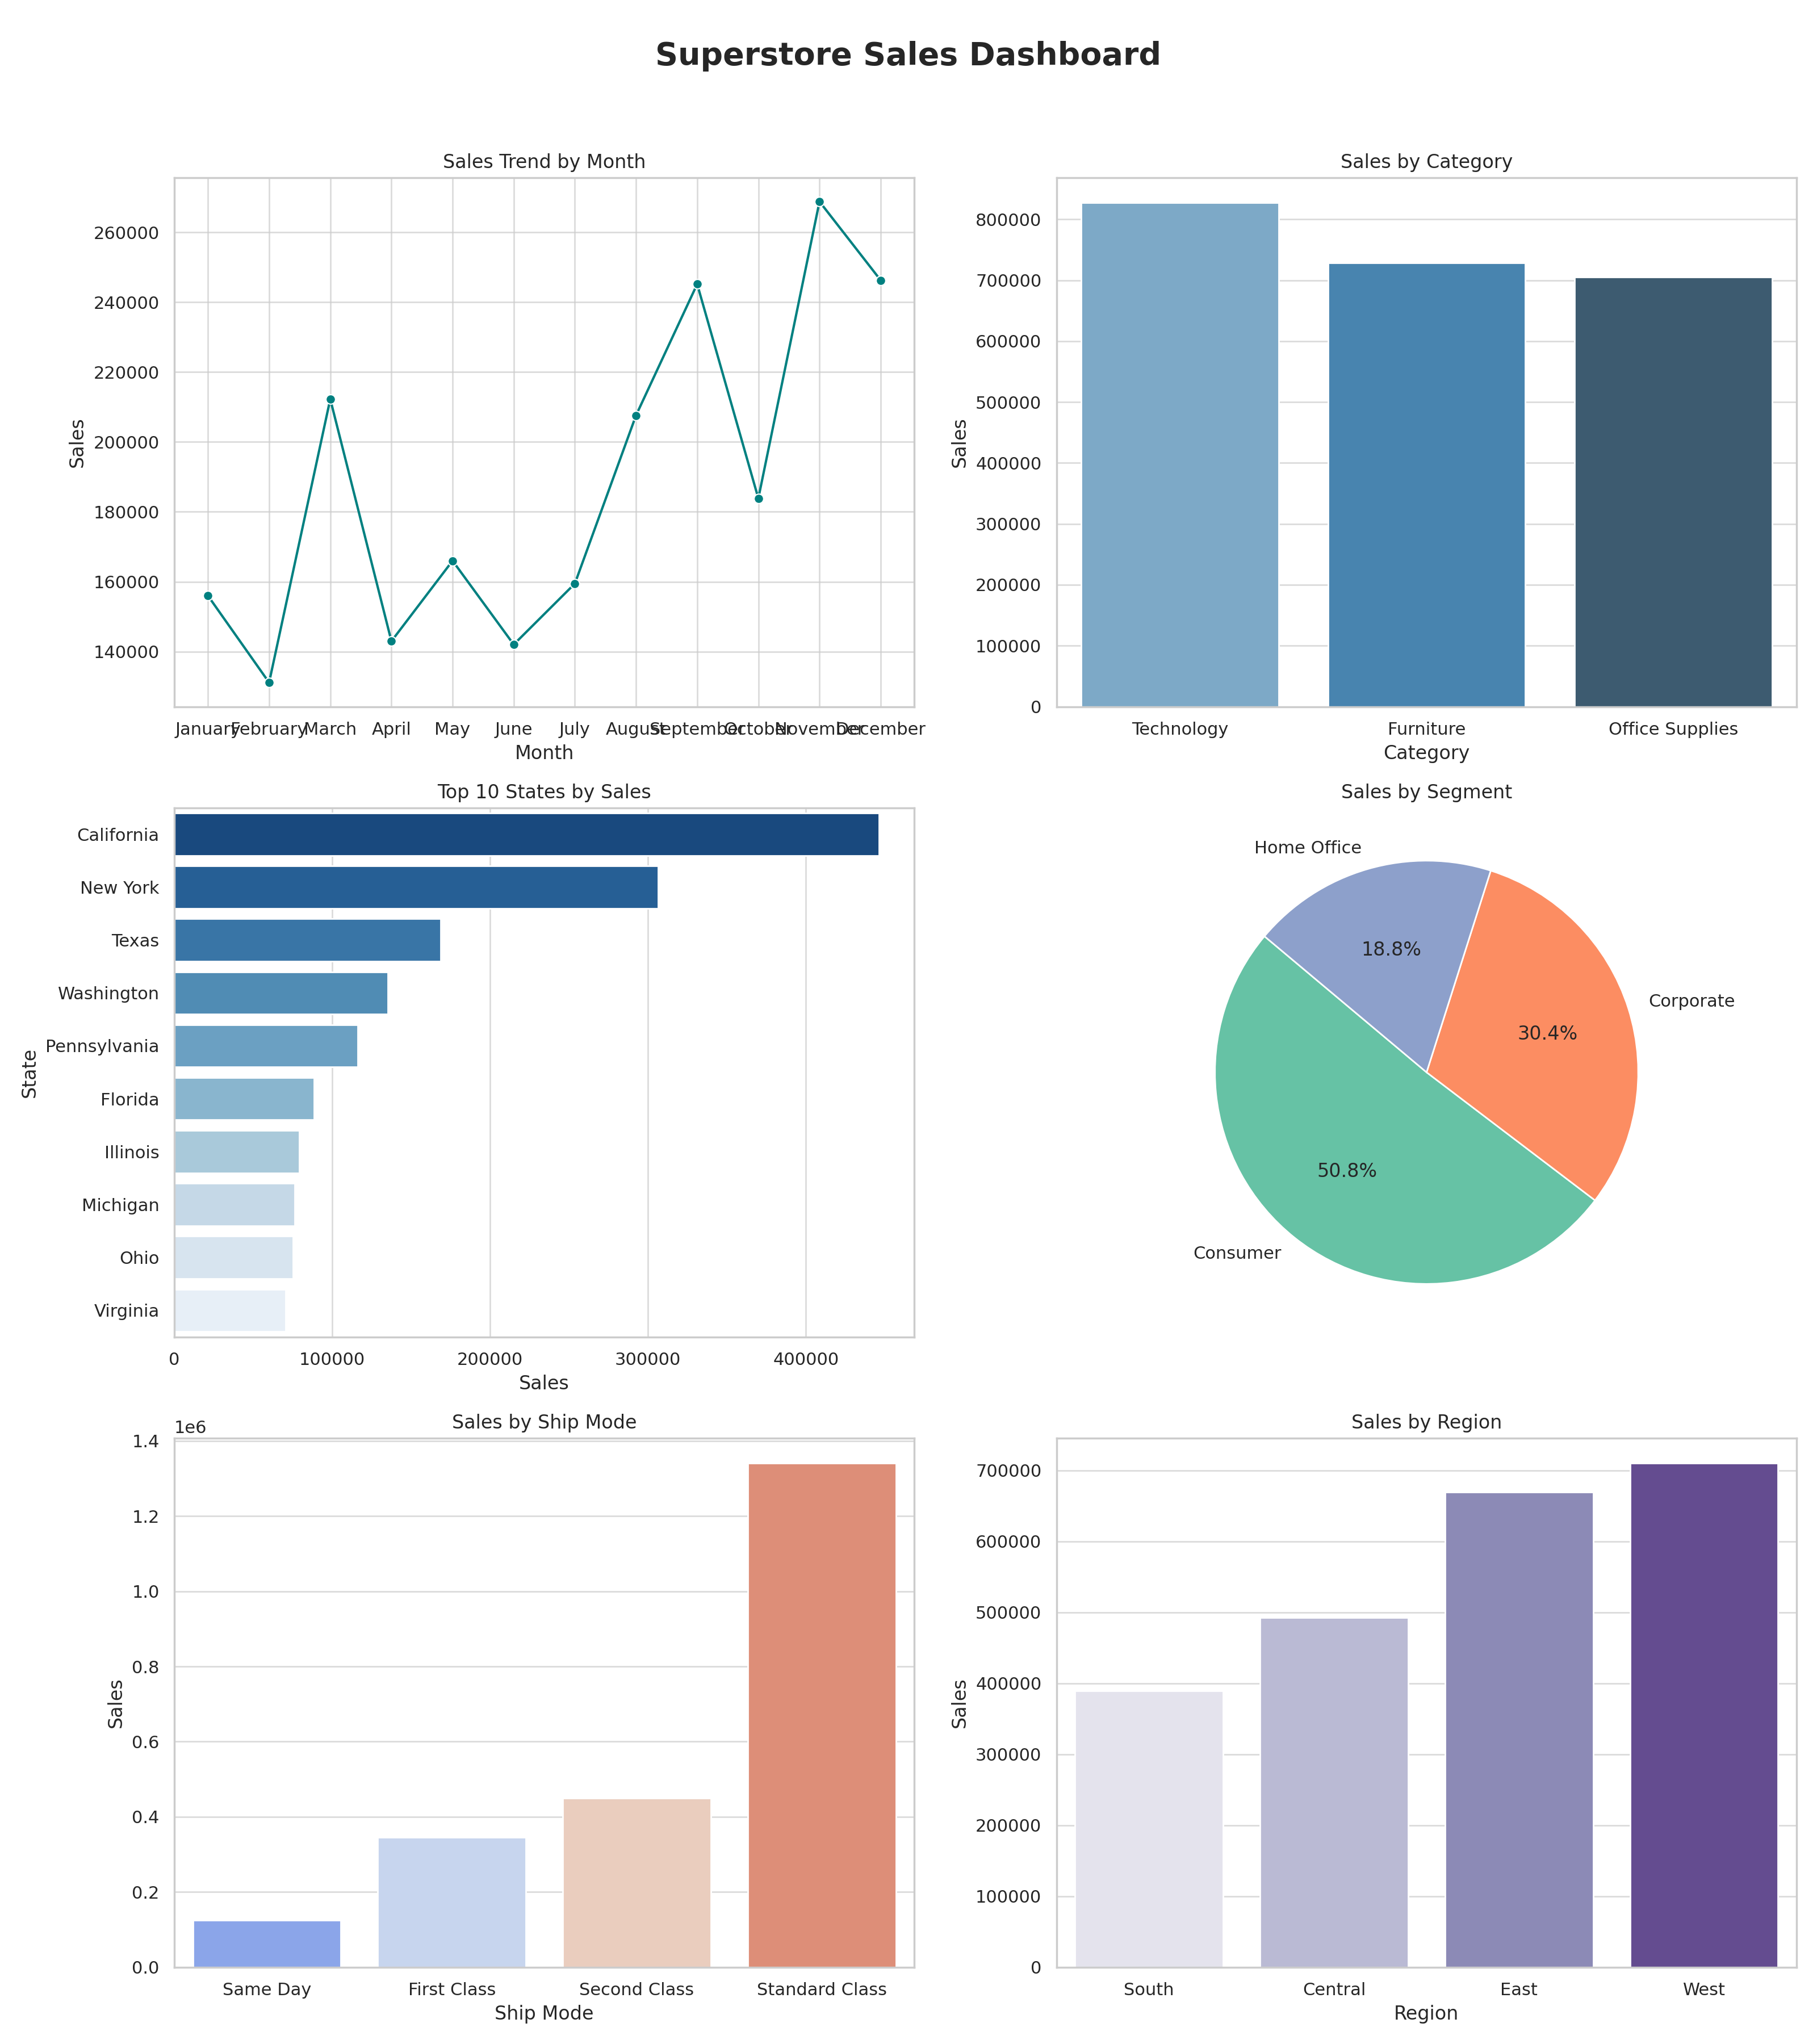 Superstore Sales Dashboard
Sales Trend by Month
260000
240000
220000
200000
180000
160000
140000
Sales
January February March April May June July August September October November December
Month
Sales by Category
800000
700000
600000
500000
400000
300000
200000
100000
0
Sales
Technology Furniture Office Supplies
Category
Top 10 States by Sales
California
New York
Texas
Washington
Pennsylvania
Florida
Illinois
Michigan
Ohio
Virginia
State
0 100000 200000 300000 400000
Sales
Sales by Segment
Home Office
18.8%
Corporate
30.4%
50.8%
Consumer
Sales by Ship Mode
1e6
1.4
1.2
1.0
0.8
0.6
0.4
0.2
0.0
Sales
Same Day First Class Second Class Standard Class
Ship Mode
Sales by Region
700000
600000
500000
400000
300000
200000
100000
0
Sales
South Central East West
Region